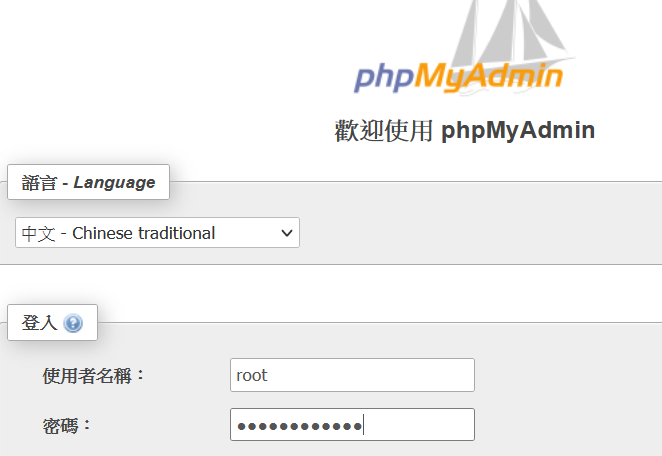 phpMyAdmin
歡迎使用 phpMyAdmin
語言 - Language
中文 - Chinese traditional
登入
使用者名稱：
root
密碼：
●●●●●●●●●●●●